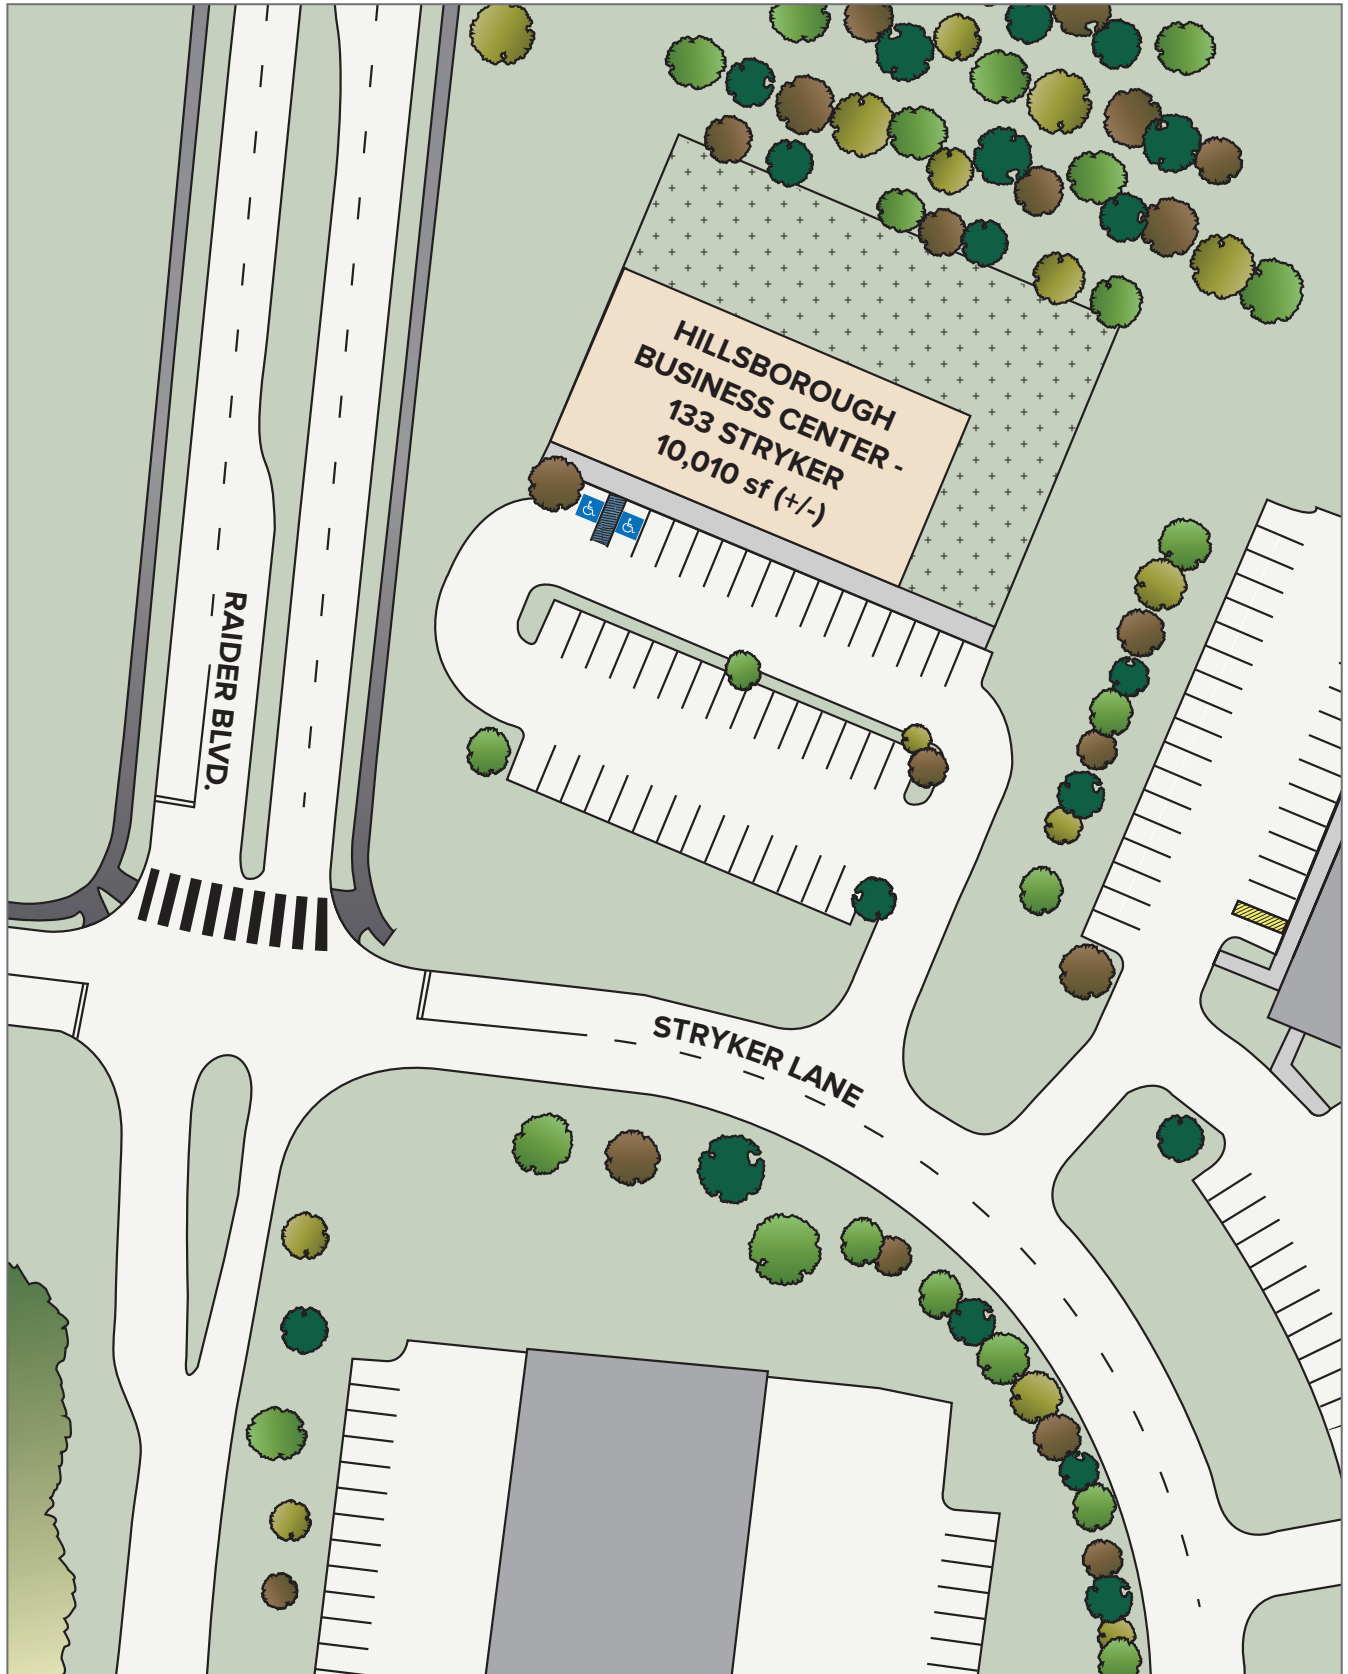 HILLSBOROUGH
BUSINESS CENTER -
133 STRYKER
10,010 sf (+/-)
RAIDER BLVD.
STRYKER LANE